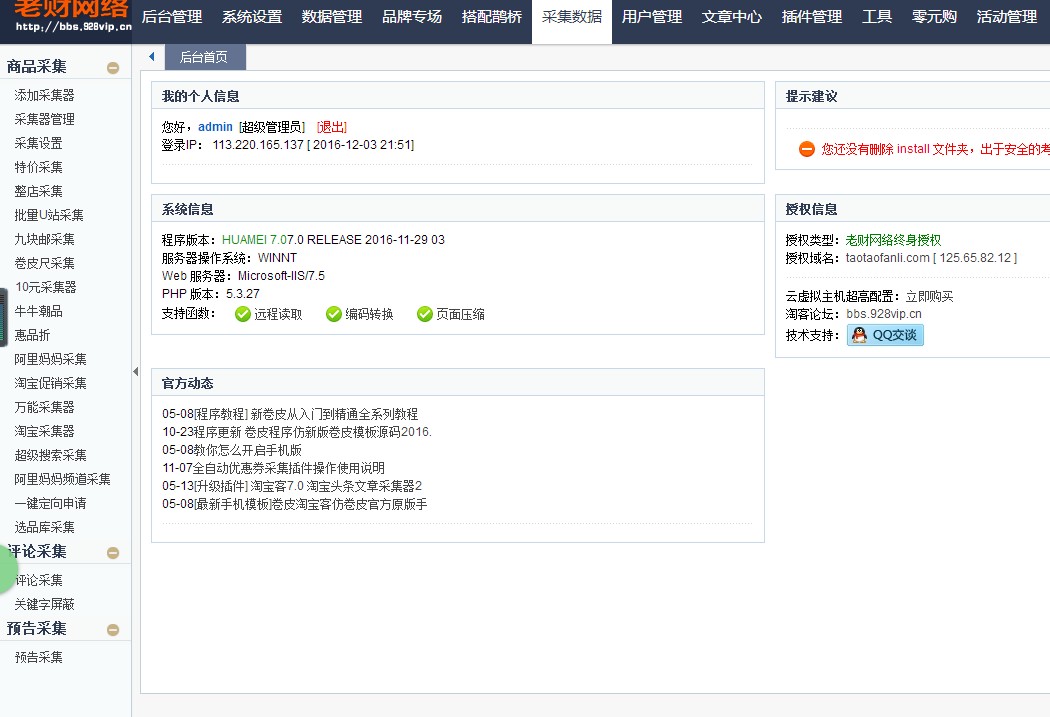 老财网络
http://bbs.928vip.cn
后台管理 系统设置 数据管理 品牌专场 搭配鹊桥 采集数据 用户管理 文章中心 插件管理 工具 零元购 活动管理
后台首页
商品采集
添加采集器
采集器管理
采集设置
特价采集
整店采集
批量U站采集
九块邮采集
卷皮尺采集
10元采集器
牛牛潮品
惠品折
阿里妈妈采集
淘宝促销采集
万能采集器
淘宝采集器
超级搜索采集
阿里妈妈频道采集
一键定向申请
选品库采集
评论采集
评论采集
关键字屏蔽
预告采集
预告采集
我的个人信息
您好，admin [超级管理员] [退出]
登录IP： 113.220.165.137 [ 2016-12-03 21:51]
系统信息
程序版本：HUAMEI 7.07.0 RELEASE 2016-11-29 03
服务器操作系统：WINNT
Web 服务器：Microsoft-IIS/7.5
PHP 版本：5.3.27
支持函数： 远程读取 编码转换 页面压缩
官方动态
05-08[程序教程] 新卷皮从入门到精通全系列教程
10-23程序更新 卷皮程序仿新版卷皮模板源码2016.
05-08教你怎么开启手机版
11-07全自动优惠券采集插件操作使用说明
05-13[升级插件] 淘宝客7.0 淘宝头条文章采集器2
05-08[最新手机模板]卷皮淘宝客仿卷皮官方原版手
提示建议
您还没有删除 install 文件夹，出于安全的考
授权信息
授权类型：老财网络终身授权
授权域名：taotaofanli.com [ 125.65.82.12 ]
云虚拟主机超高配置：立即购买
淘客论坛：bbs.928vip.cn
技术支持： QQ交谈